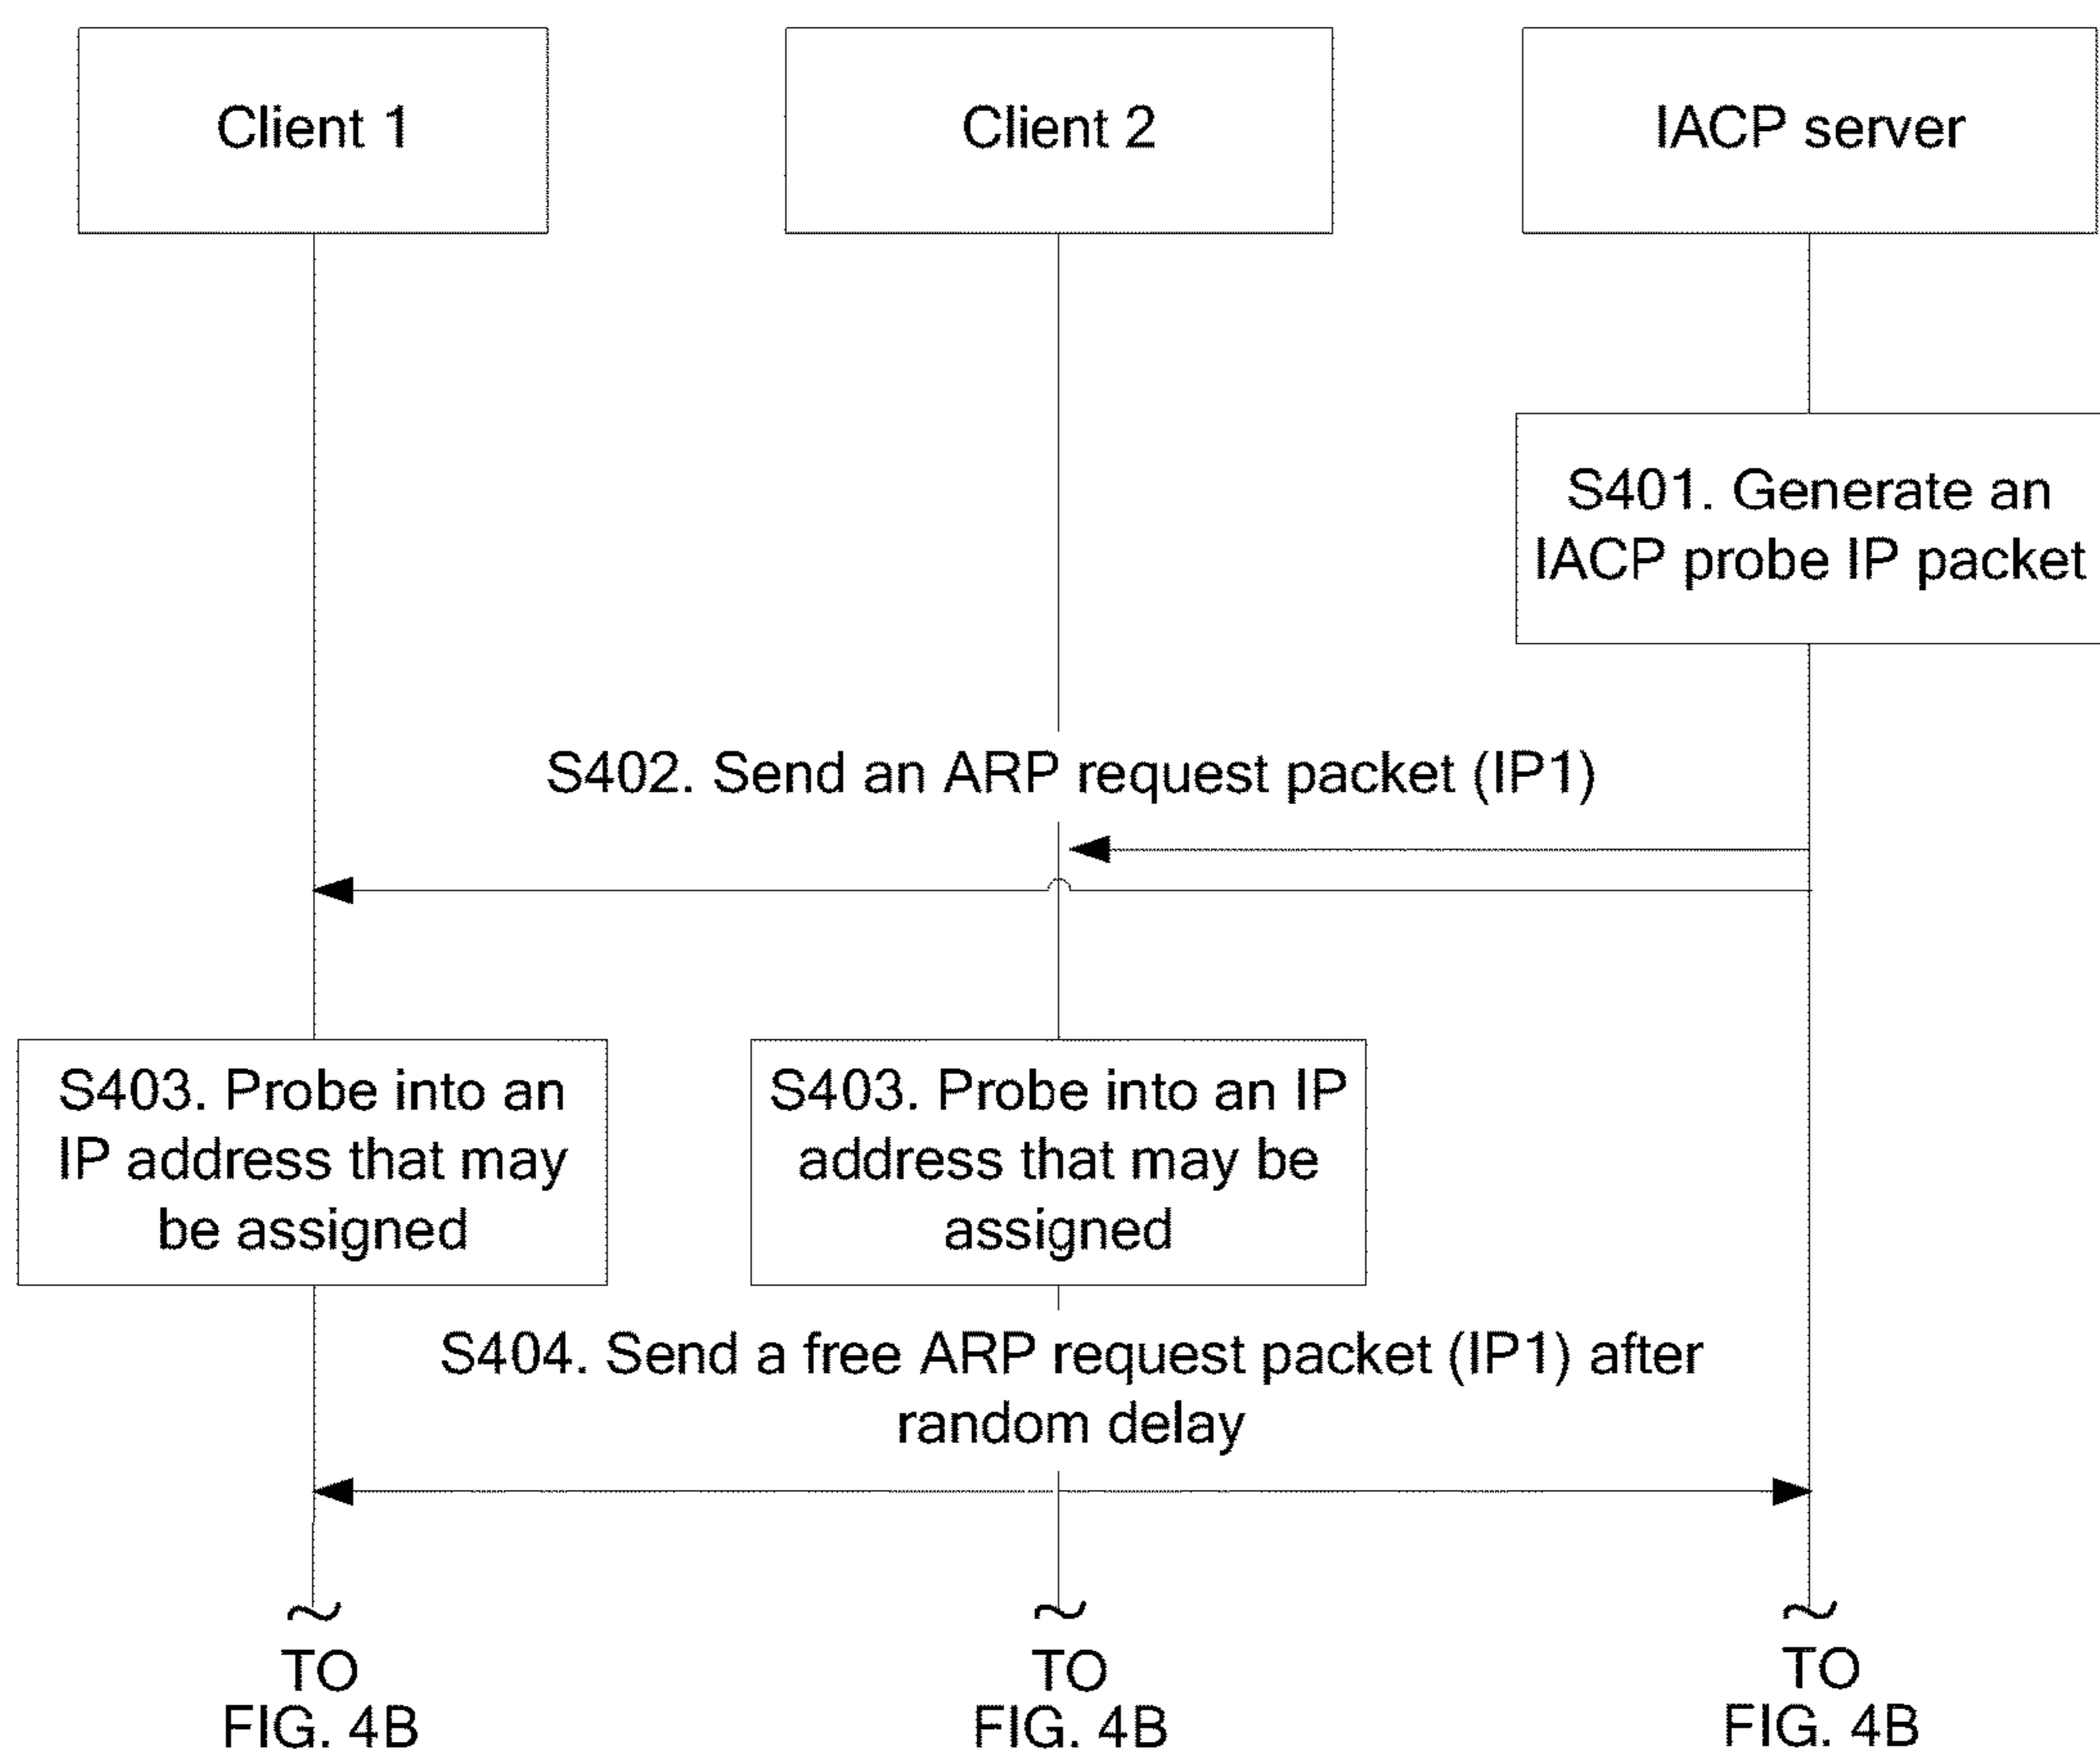 Client 1
Client 2
IACP server
S401. Generate an
IACP probe IP packet
S402. Send an ARP request packet (IP1)
S403. Probe into an
IP address that may
be assigned
S403. Probe into an IP
address that may be
assigned
S404. Send a free ARP request packet (IP1) after
random delay
TO
FIG. 4B
TO
FIG. 4B
TO
FIG. 4B